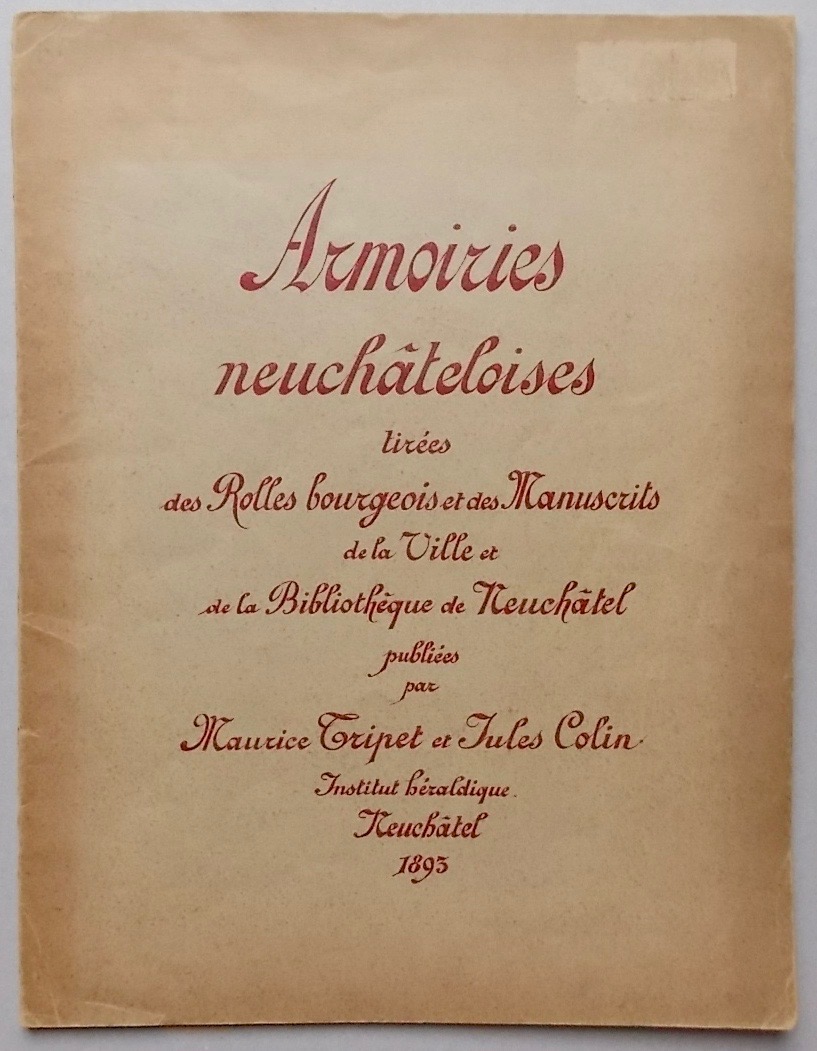 Armoiries
neuchâteloises
tirées
des Rolles bourgeois et des Manuscrits
de la Ville et
de la Bibliothèque de Neuchâtel
publiées
par
Maurice Tripet et Jules Colin
Institut héraldique.
Neuchâtel
1893